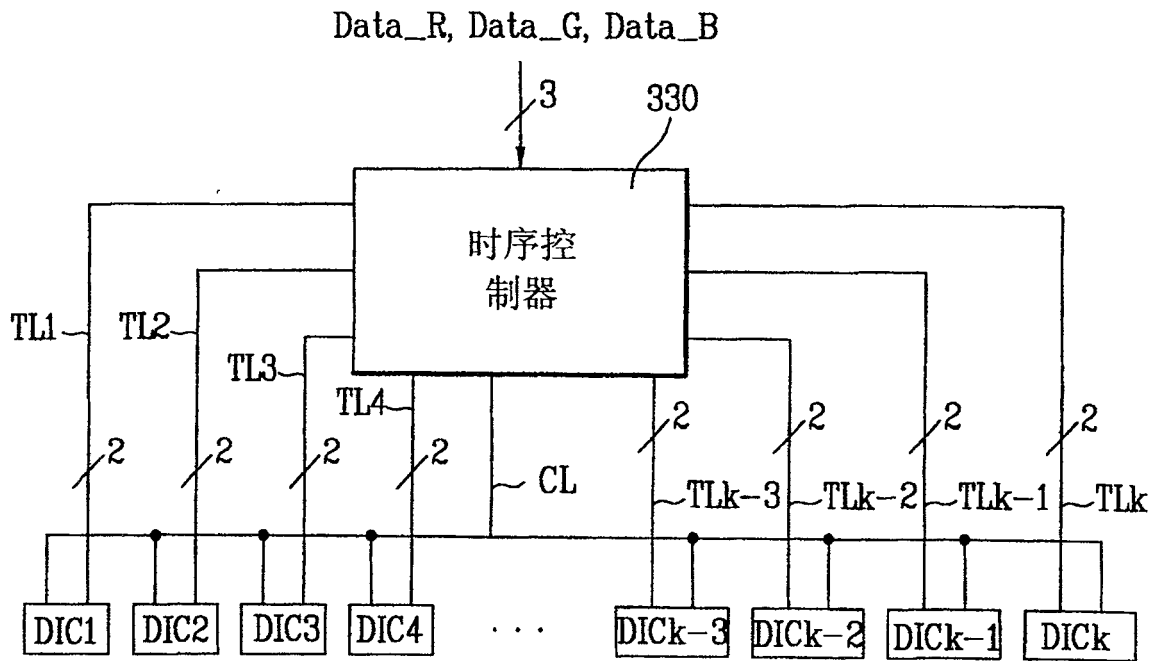 Data_R, Data_G, Data_B
3
330
时序控
制器
TL1
TL2
TL3
TL4
2
2
2
2
CL
2
2
2
2
TLk-3
TLk-2
TLk-1
TLk
DIC1
DIC2
DIC3
DIC4
· · ·
DICk-3
DICk-2
DICk-1
DICk